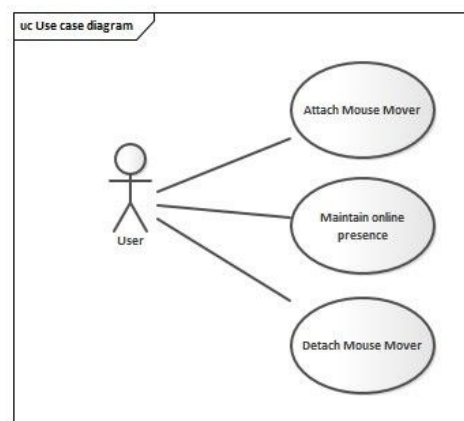 uc Use case diagram
Attach Mouse Mover
User
Maintain online
presence
Detach Mouse Mover